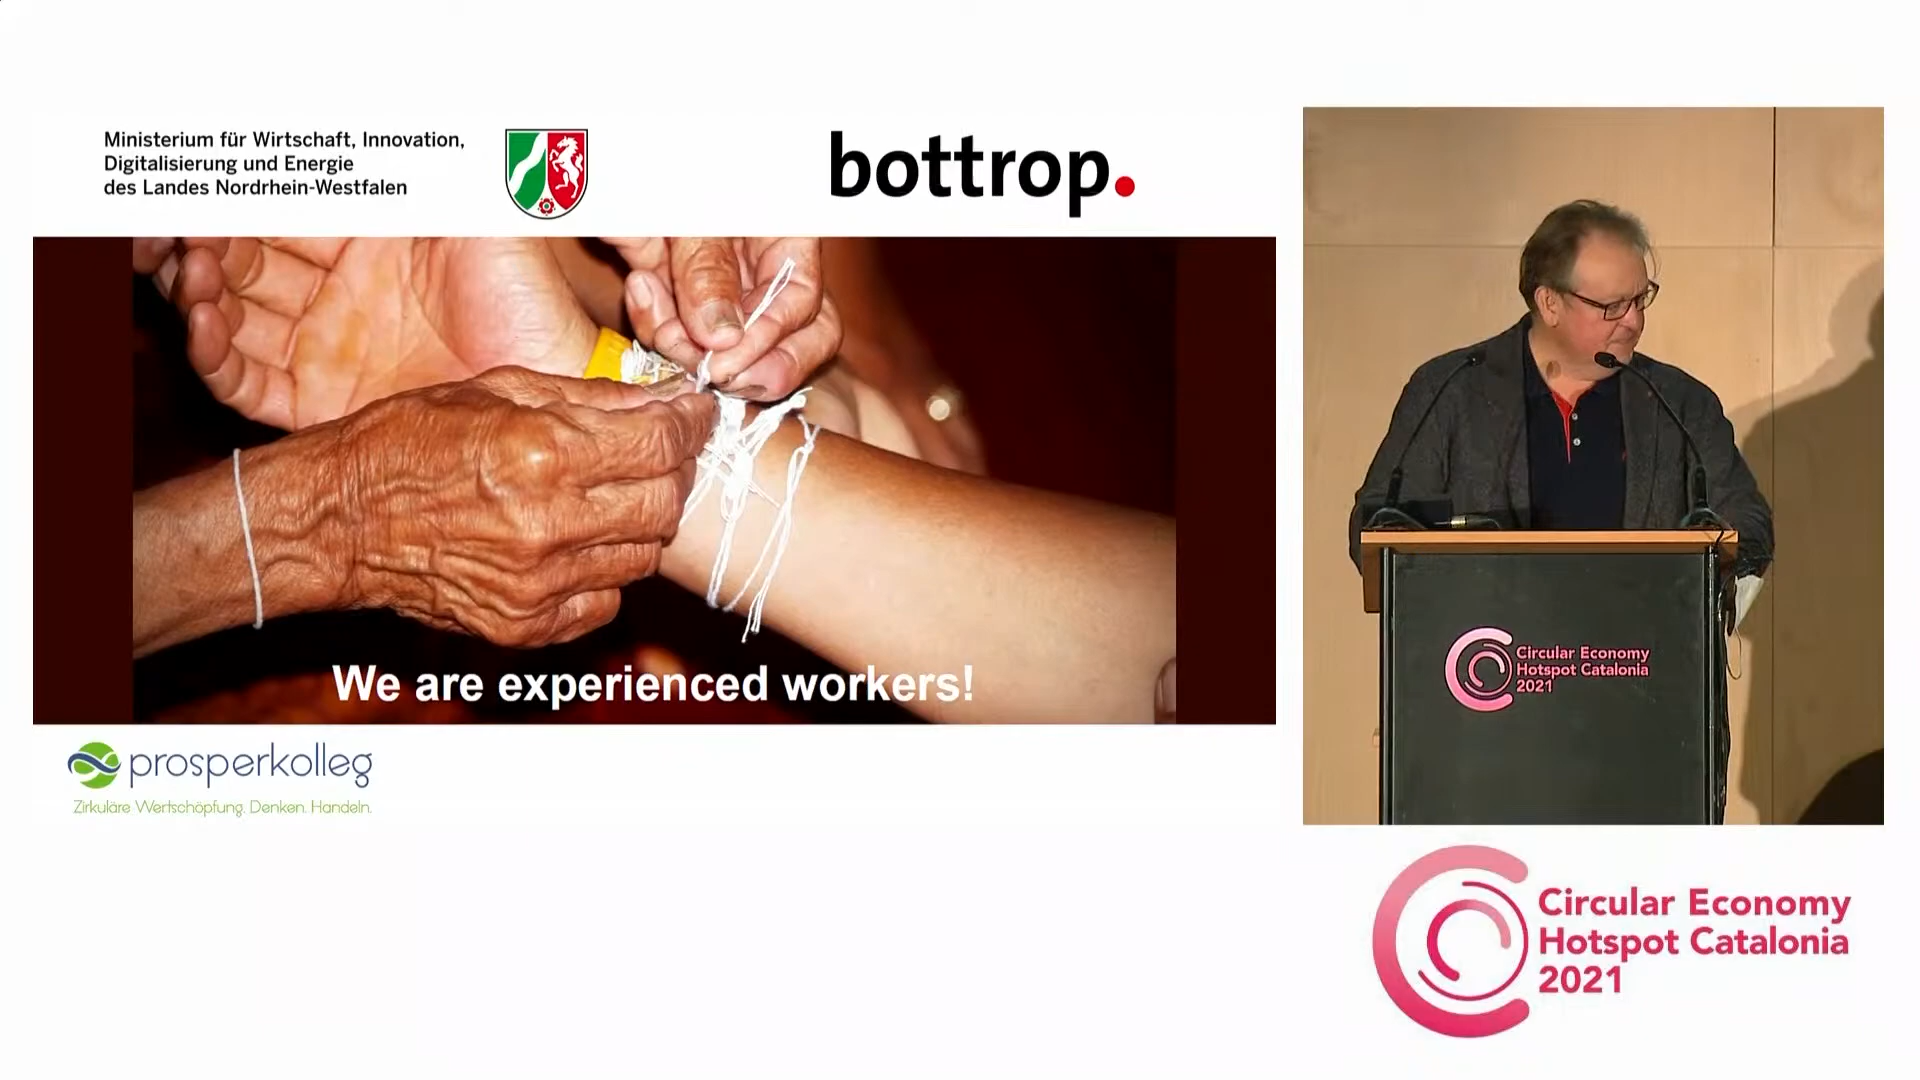 Ministerium für Wirtschaft, Innovation,
Digitalisierung und Energie
des Landes Nordrhein-Westfalen
bottrop.
We are experienced workers!
prosperkolleg
Zirkuläre Wertschöpfung. Denken. Handeln.
Circular Economy
Hotspot Catalonia
2021
Circular Economy
Hotspot Catalonia
2021